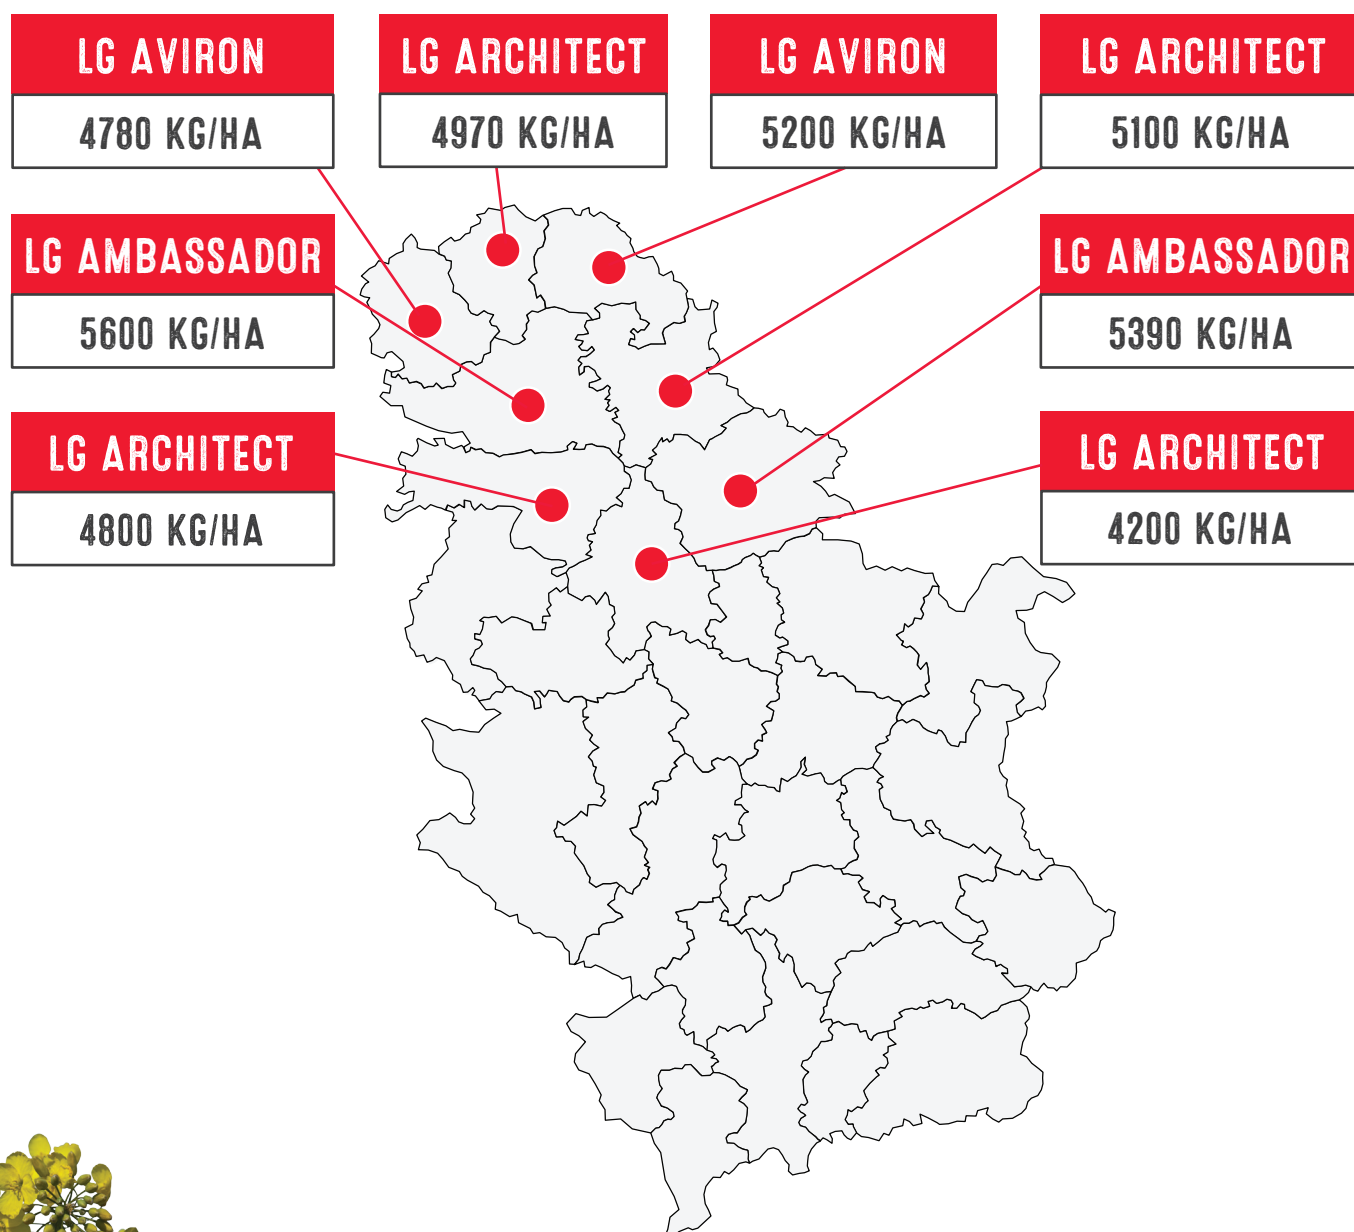 LG AVIRON
4780 KG/HA
LG ARCHITECT
4970 KG/HA
LG AVIRON
5200 KG/HA
LG ARCHITECT
5100 KG/HA
LG AMBASSADOR
5600 KG/HA
LG AMBASSADOR
5390 KG/HA
LG ARCHITECT
4800 KG/HA
LG ARCHITECT
4200 KG/HA